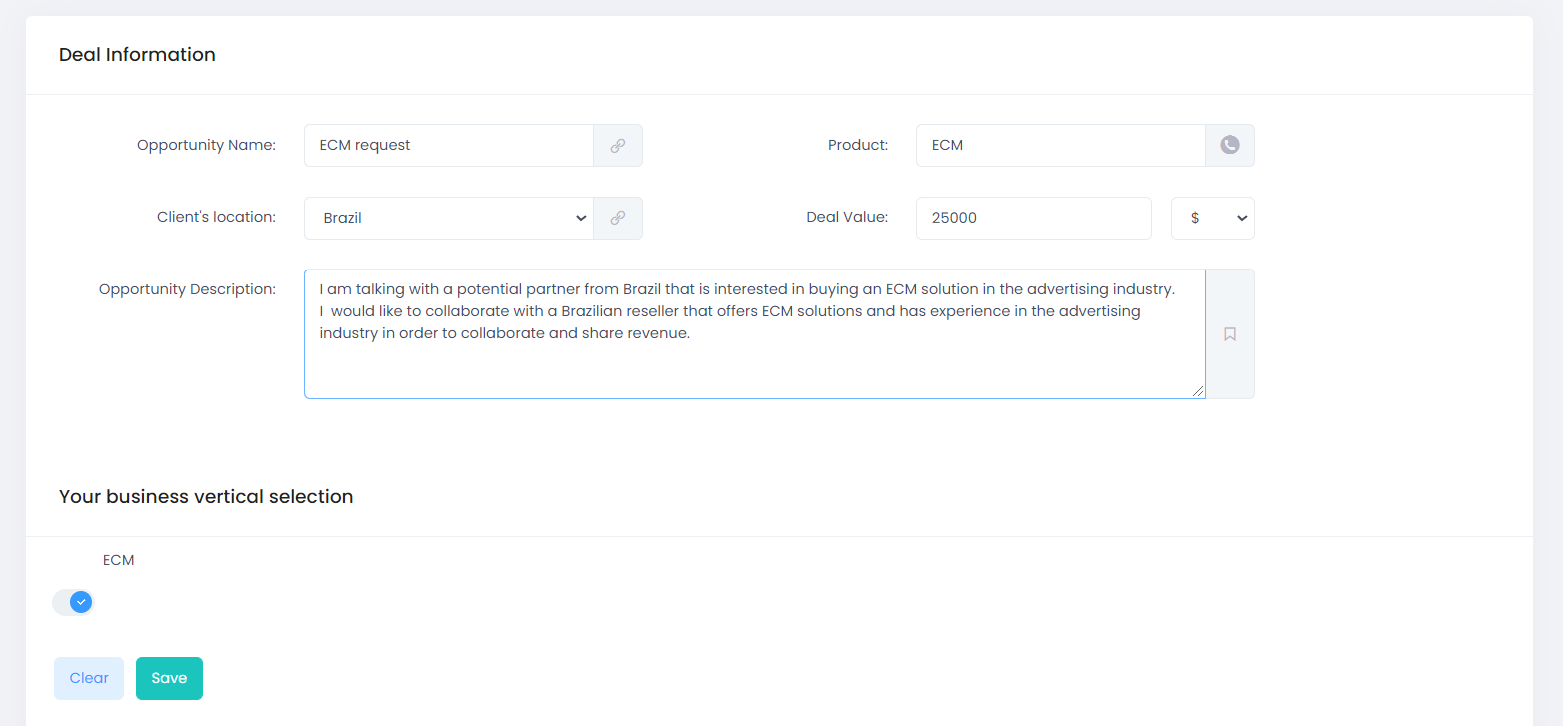 Deal Information
Opportunity Name: ECM request Product: ECM
Client's location: Brazil Deal Value: 25000 $
Opportunity Description: I am talking with a potential partner from Brazil that is interested in buying an ECM solution in the advertising industry.
I  would like to collaborate with a Brazilian reseller that offers ECM solutions and has experience in the advertising
industry in order to collaborate and share revenue.
Your business vertical selection
ECM
Clear Save